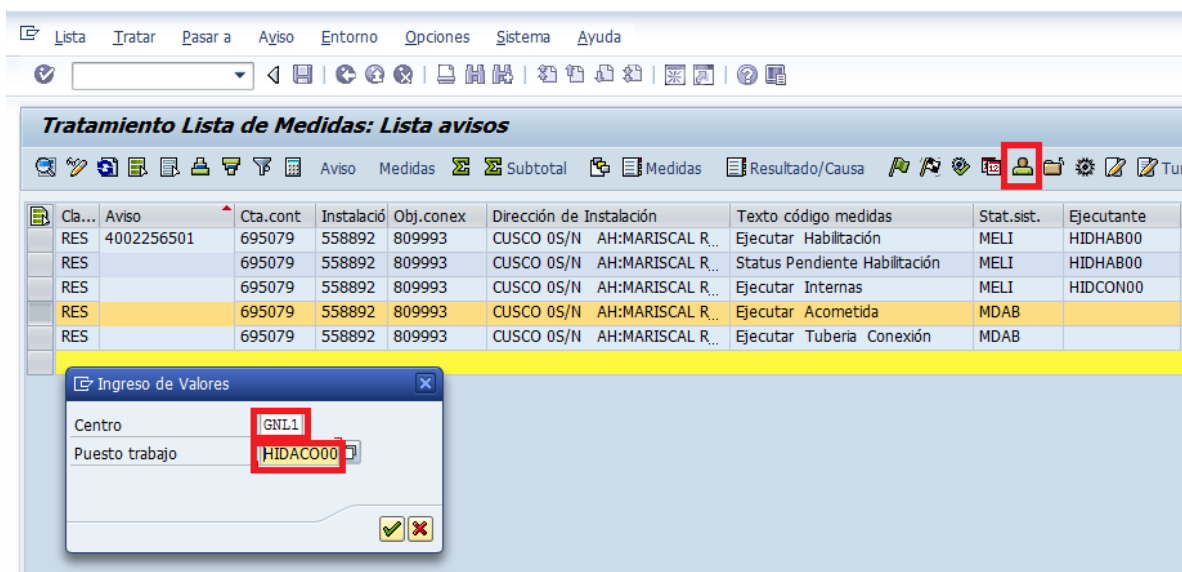 Lista Tratar Pasar a Aviso Entorno Opciones Sistema Ayuda
Tratamiento Lista de Medidas: Lista avisos
Aviso Medidas Subtotal Medidas Resultado/Causa Tu
Cla... Aviso Cta.cont Instalació Obj.conex Dirección de Instalación Texto código medidas Stat.sist. Ejecutante
RES 4002256501 695079 558892 809993 CUSCO 0S/N AH:MARISCAL R... Ejecutar Habilitación MELI HIDHAB00
RES 695079 558892 809993 CUSCO 0S/N AH:MARISCAL R... Status Pendiente Habilitación MELI HIDHAB00
RES 695079 558892 809993 CUSCO 0S/N AH:MARISCAL R... Ejecutar Internas MELI HIDCON00
RES 695079 558892 809993 CUSCO 0S/N AH:MARISCAL R... Ejecutar Acometida MDAB
RES 695079 558892 809993 CUSCO 0S/N AH:MARISCAL R... Ejecutar Tuberia Conexión MDAB
Ingreso de Valores
Centro GNL1
Puesto trabajo HIDACO00